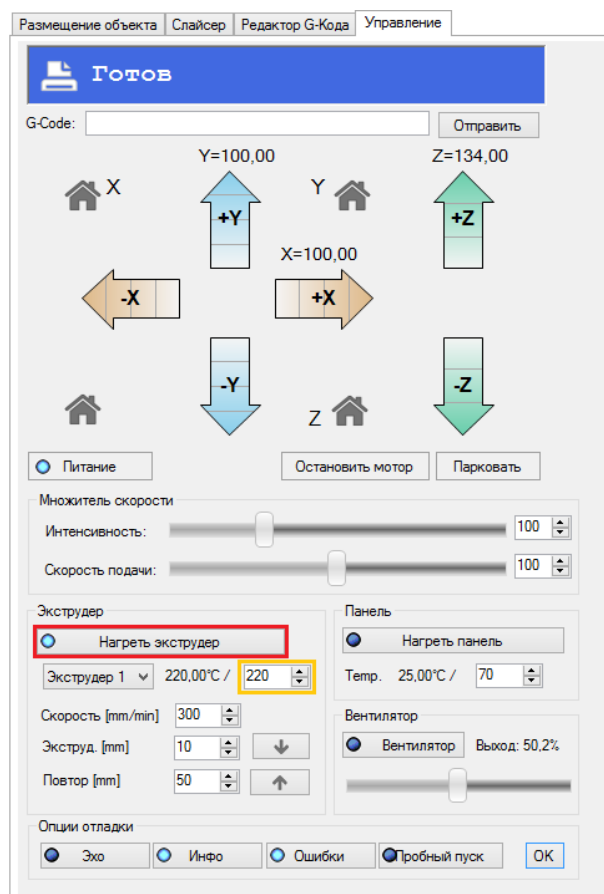 Размещение объекта Слайсер Редактор G-Кода Управление
Готов
G-Code: Отправить
Y=100,00 Z=134,00
X Y
+Y +Z
X=100,00
-X +X
-Y -Z
Z
Питание Остановить мотор Парковать
Множитель скорости
Интенсивность: 100
Скорость подачи: 100
Экструдер Панель
Нагреть экструдер Нагреть панель
Экструдер 1 220,00°C / 220 Temp. 25,00°C / 70
Скорость [mm/min] 300 Вентилятор
Экструд. [mm] 10 Вентилятор Выход: 50,2%
Повтор [mm] 50
Опции отладки
Эхо Инфо Ошибки Пробный пуск OK